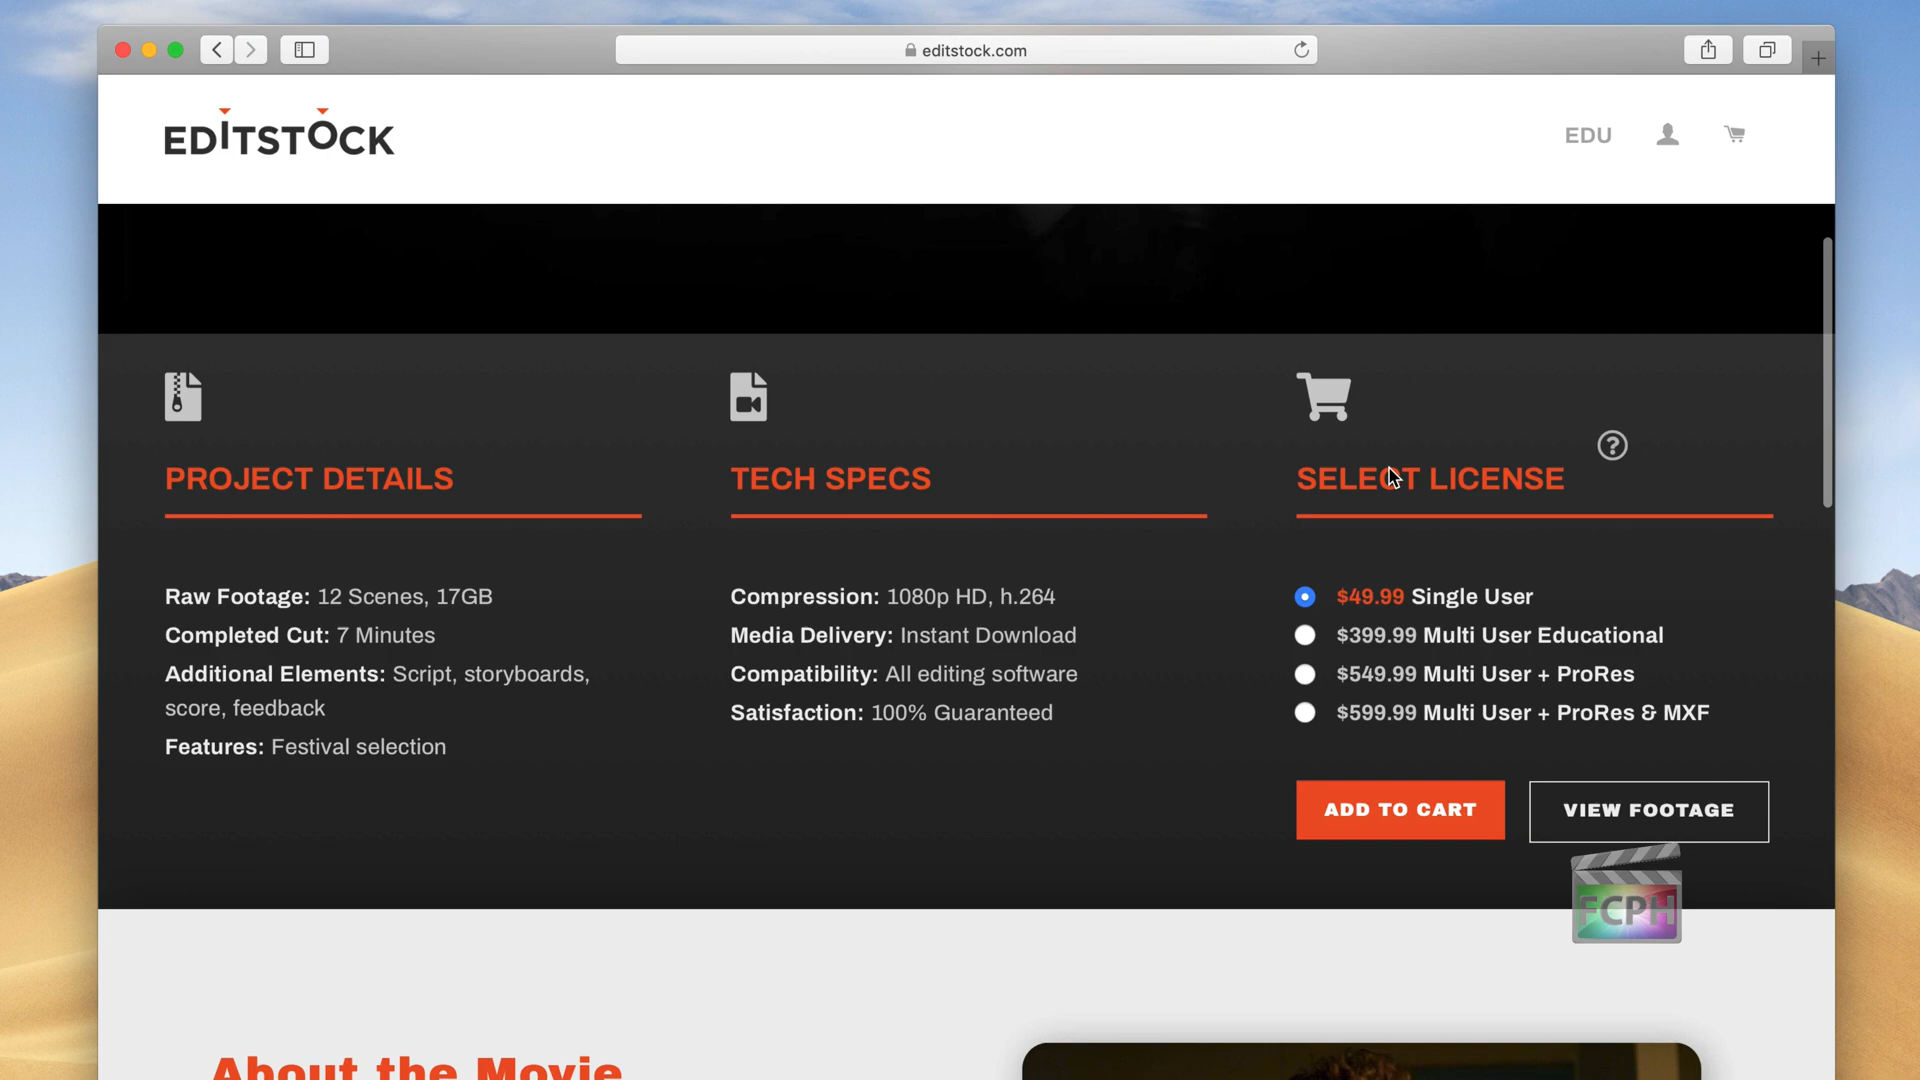 editstock.com
EDITSTOCK
EDU
PROJECT DETAILS
Raw Footage: 12 Scenes, 17GB
Completed Cut: 7 Minutes
Additional Elements: Script, storyboards,
score, feedback
Features: Festival selection
TECH SPECS
Compression: 1080p HD, h.264
Media Delivery: Instant Download
Compatibility: All editing software
Satisfaction: 100% Guaranteed
?
SELECT LICENSE
$49.99 Single User
$399.99 Multi User Educational
$549.99 Multi User + ProRes
$599.99 Multi User + ProRes & MXF
ADD TO CART
VIEW FOOTAGE
FCPH
About the Movie